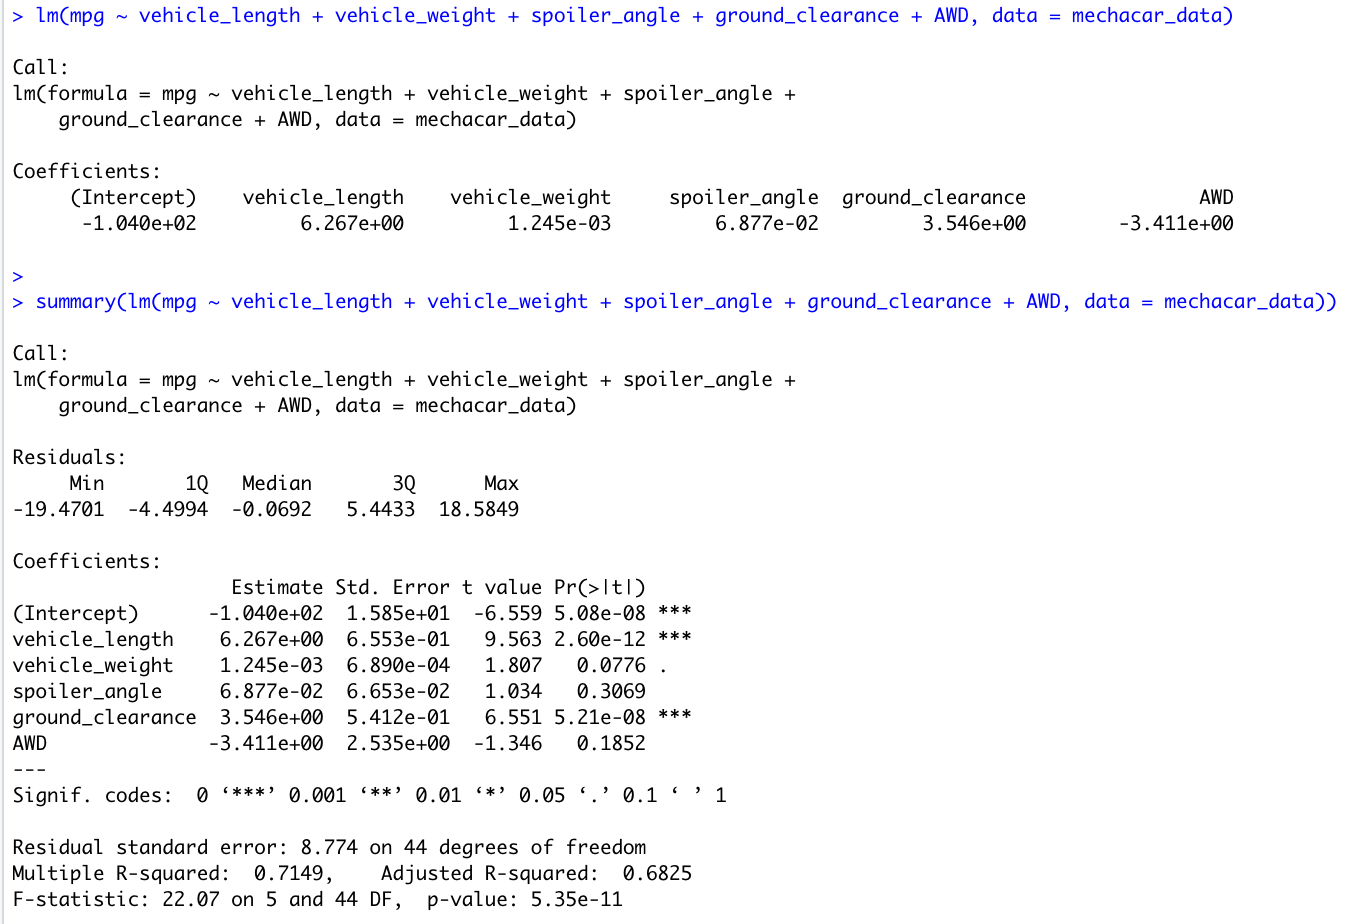 > lm(mpg ~ vehicle_length + vehicle_weight + spoiler_angle + ground_clearance + AWD, data = mechacar_data)

Call:
lm(formula = mpg ~ vehicle_length + vehicle_weight + spoiler_angle +
    ground_clearance + AWD, data = mechacar_data)

Coefficients:
     (Intercept)    vehicle_length    vehicle_weight     spoiler_angle  ground_clearance               AWD
      -1.040e+02         6.267e+00         1.245e-03         6.877e-02         3.546e+00        -3.411e+00

>
> summary(lm(mpg ~ vehicle_length + vehicle_weight + spoiler_angle + ground_clearance + AWD, data = mechacar_data))

Call:
lm(formula = mpg ~ vehicle_length + vehicle_weight + spoiler_angle +
    ground_clearance + AWD, data = mechacar_data)

Residuals:
     Min       1Q   Median       3Q      Max
-19.4701  -4.4994  -0.0692   5.4433  18.5849

Coefficients:
                   Estimate Std. Error t value Pr(>|t|)
(Intercept)      -1.040e+02  1.585e+01  -6.559 5.08e-08 ***
vehicle_length    6.267e+00  6.553e-01   9.563 2.60e-12 ***
vehicle_weight    1.245e-03  6.890e-04   1.807   0.0776 .
spoiler_angle     6.877e-02  6.653e-02   1.034   0.3069
ground_clearance  3.546e+00  5.412e-01   6.551 5.21e-08 ***
AWD              -3.411e+00  2.535e+00  -1.346   0.1852
---
Signif. codes:  0 ‘***’ 0.001 ‘**’ 0.01 ‘*’ 0.05 ‘.’ 0.1 ‘ ’ 1

Residual standard error: 8.774 on 44 degrees of freedom
Multiple R-squared:  0.7149,    Adjusted R-squared:  0.6825
F-statistic: 22.07 on 5 and 44 DF,  p-value: 5.35e-11